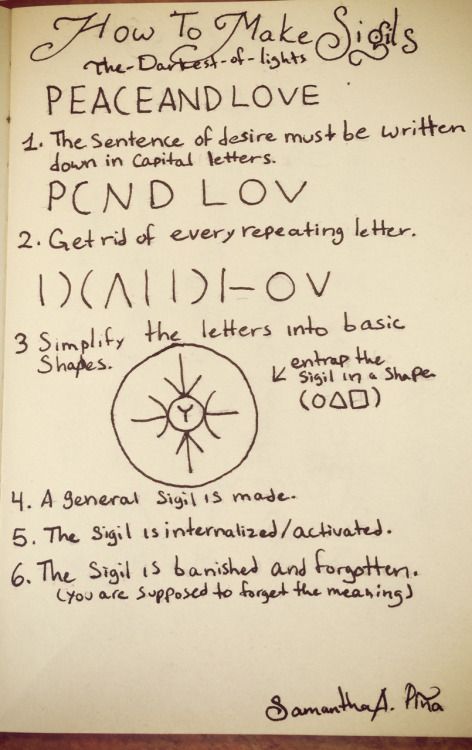 How To Make Sigils
The-Darkest-of-lights
PEACEANDLOVE
1. The Sentence of desire must be written
down in Capital letters.
PCND LOV
2. Get rid of every repeating letter.
I)(/\II)I-OV
3 Simplify the letters into basic
Shapes.
entrap the
Sigil in a Shape
(○△□)
Y
4. A general Sigil is made.
5. The Sigil is internalized/activated.
6. The Sigil is banished and forgotten.
(You are supposed to forget the meaning)
Samantha A. Piña